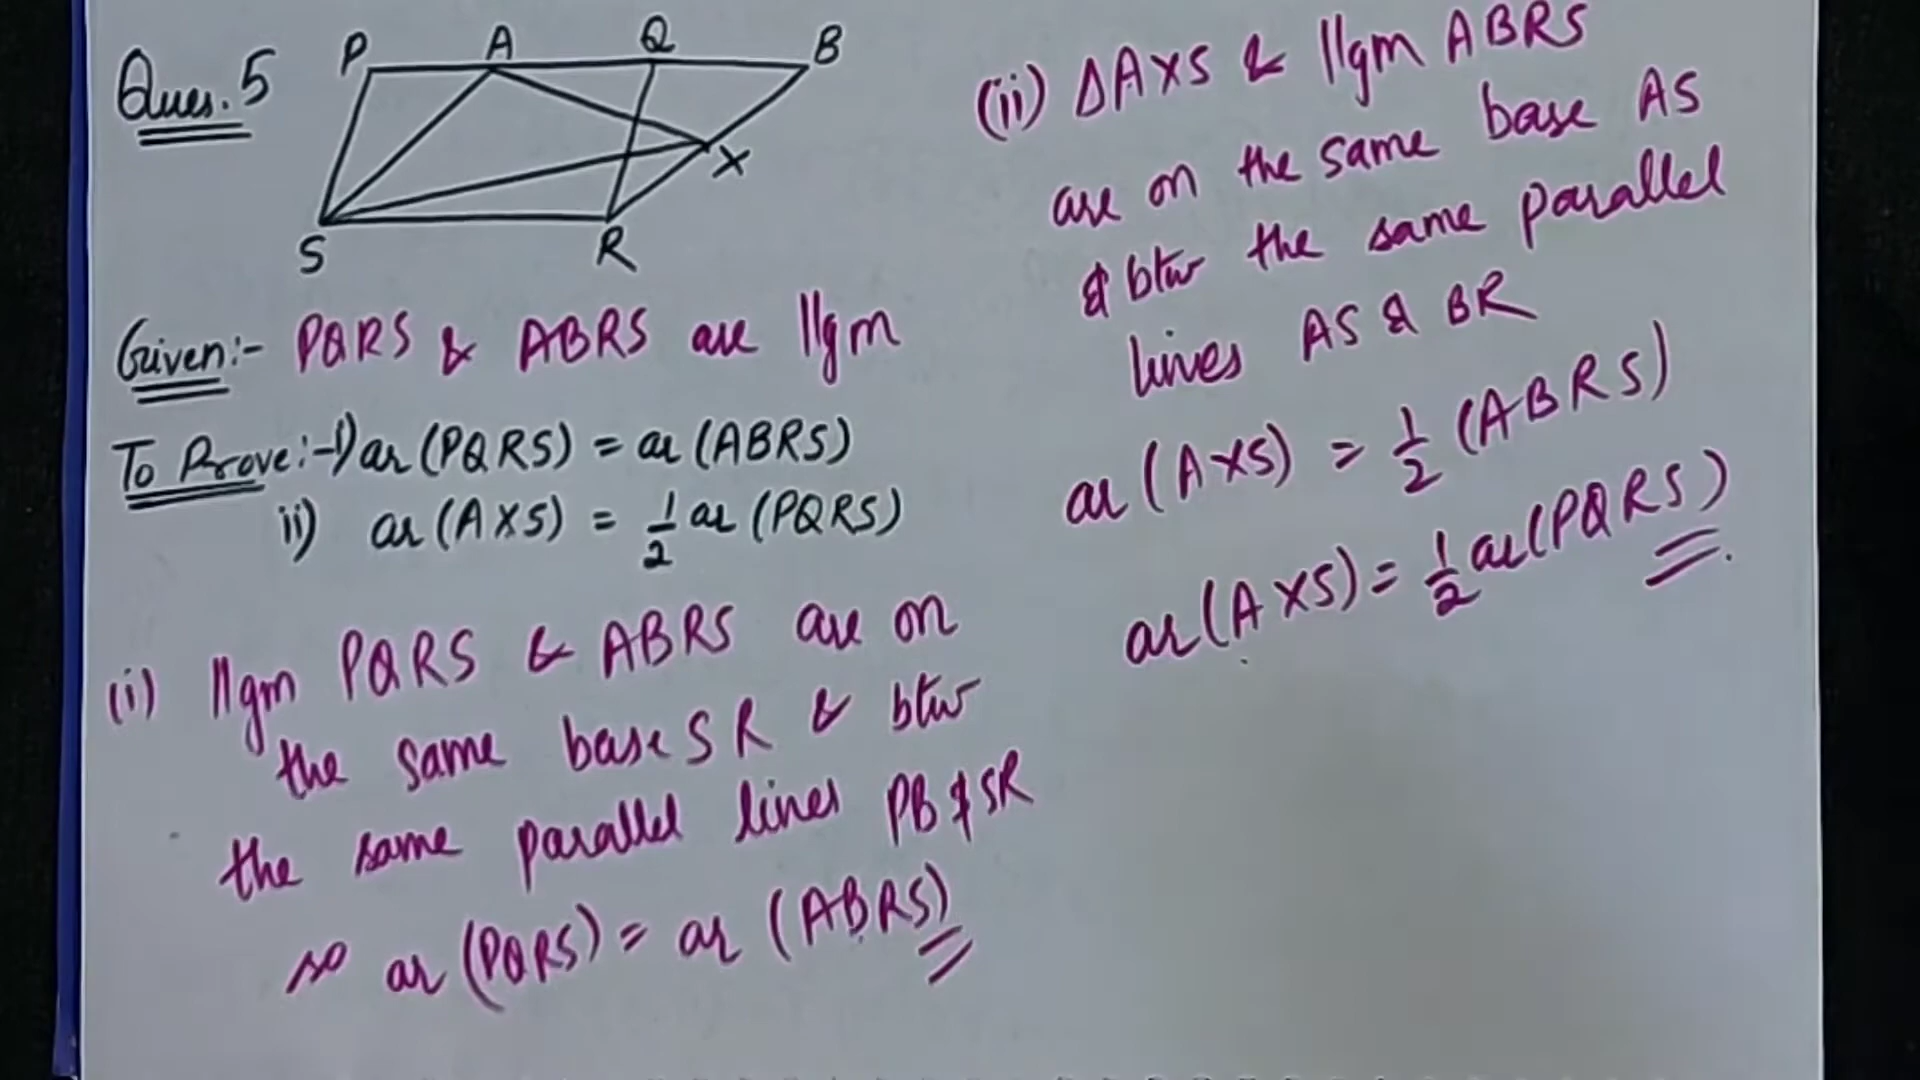 Ques. 5
P A Q B
X
S R
Given:- PQRS & ABRS are ||gm
To Prove:- i) ar (PQRS) = ar (ABRS)
ii) ar (AXS) = 1/2 ar (PQRS)
(i) ||gm PQRS & ABRS are on
the same base SR & btw
the same parallel lines PB & SR
so ar (PQRS) = ar (ABRS)
(ii) ΔAXS & ||gm ABRS
are on the same base AS
& btw the same parallel
lines AS & BR
ar (AXS) = 1/2 (ABRS)
ar (AXS) = 1/2 ar (PQRS)